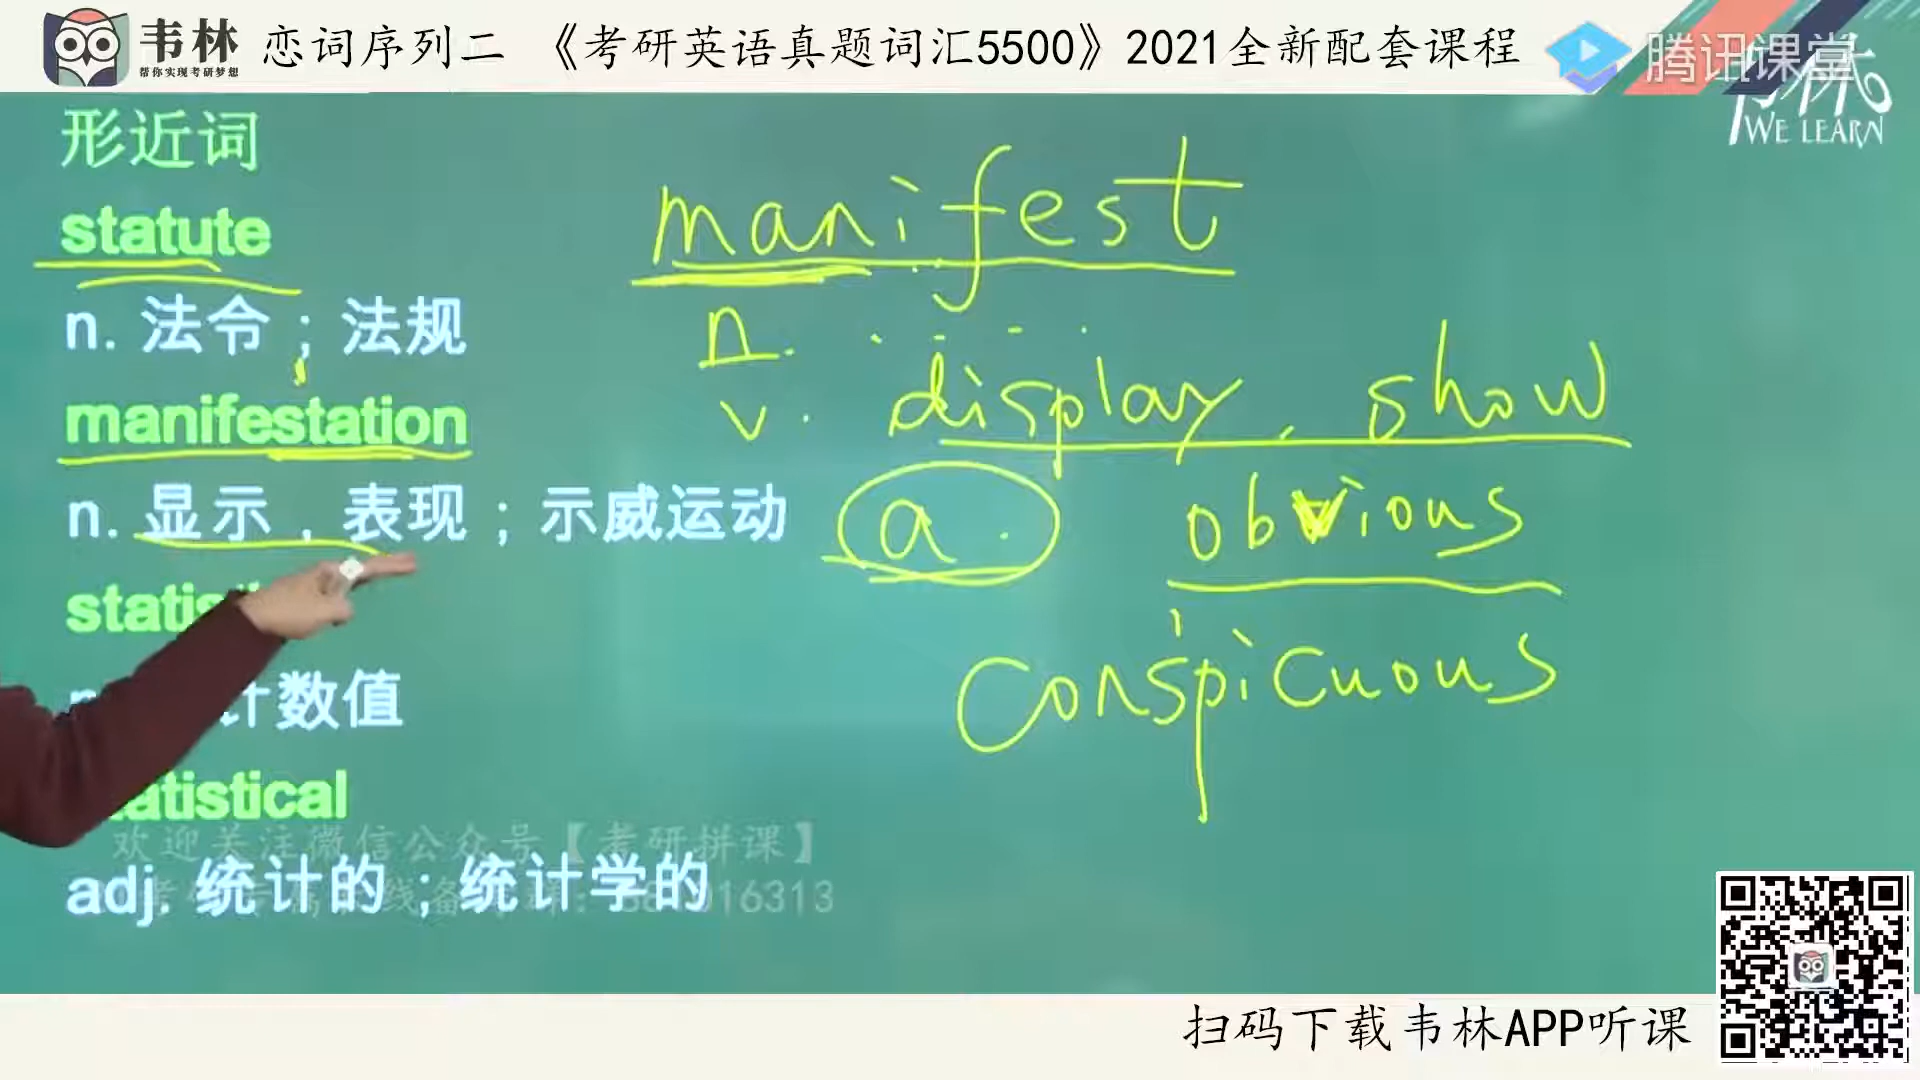 韦林
帮你实现考研梦想
恋词序列二 《考研英语真题词汇5500》2021全新配套课程
腾讯课堂
WE LEARN
形近词
statute
n. 法令；法规
manifestation
n. 显示，表现；示威运动
计数值
adj. 统计的；统计学的
manifest
n.
v. display, show
a. obvious
conspicuous
欢迎关注微信公众号【考研拼课】
扫码下载韦林APP听课